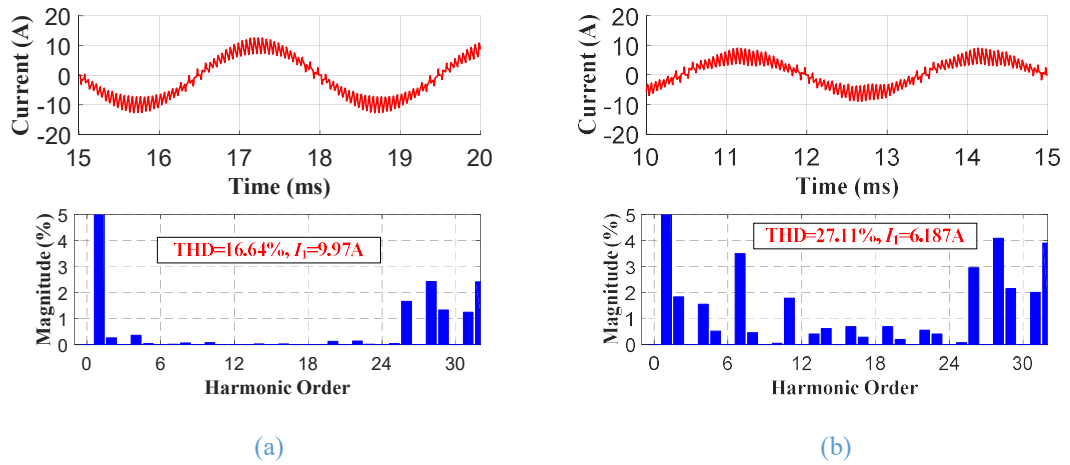 20
10
0
-10
-20
Current (A)
15 16 17 18 19 20
Time (ms)
5
4
3
2
1
0
Magnitude (%)
THD=16.64%, I1=9.97A
0 6 12 18 24 30
Harmonic Order
(a)
20
10
0
-10
-20
Current (A)
10 11 12 13 14 15
Time (ms)
5
4
3
2
1
0
Magnitude (%)
THD=27.11%, I1=6.187A
0 6 12 18 24 30
Harmonic Order
(b)